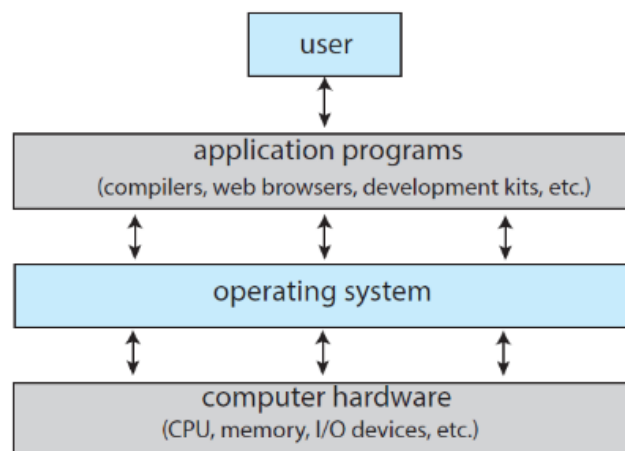 user
application programs
(compilers, web browsers, development kits, etc.)
operating system
computer hardware
(CPU, memory, I/O devices, etc.)